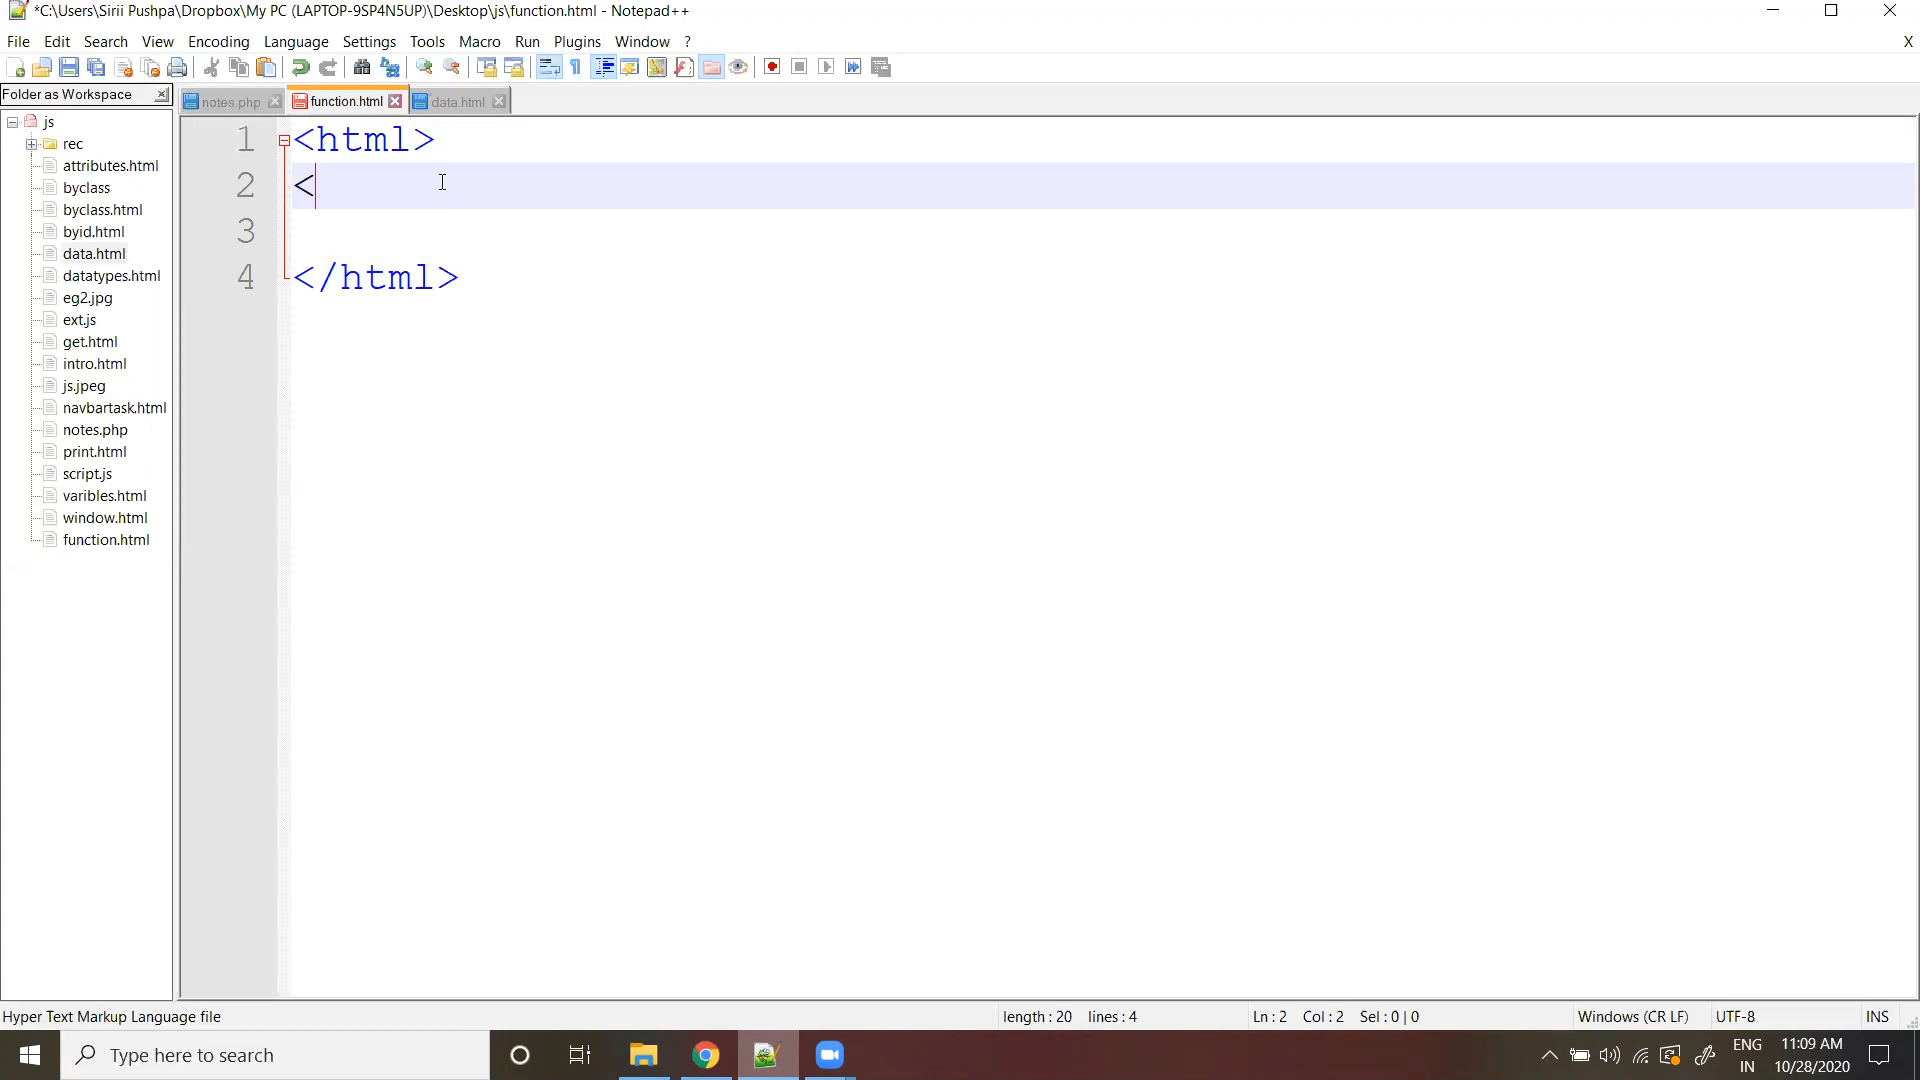 *C:\Users\Sirii Pushpa\Dropbox\My PC (LAPTOP-9SP4N5UP)\Desktop\js\function.html - Notepad++
File Edit Search View Encoding Language Settings Tools Macro Run Plugins Window ? X
Folder as Workspace
notes.php function.html data.html
js
rec
attributes.html
byclass
byclass.html
byid.html
data.html
datatypes.html
eg2.jpg
ext.js
get.html
intro.html
js.jpeg
navbartask.html
notes.php
print.html
script.js
varibles.html
window.html
function.html
1 <html>
2 <
3
4 </html>
Hyper Text Markup Language file length : 20 lines : 4 Ln : 2 Col : 2 Sel : 0 | 0 Windows (CR LF) UTF-8 INS
Type here to search
ENG
IN
11:09 AM
10/28/2020